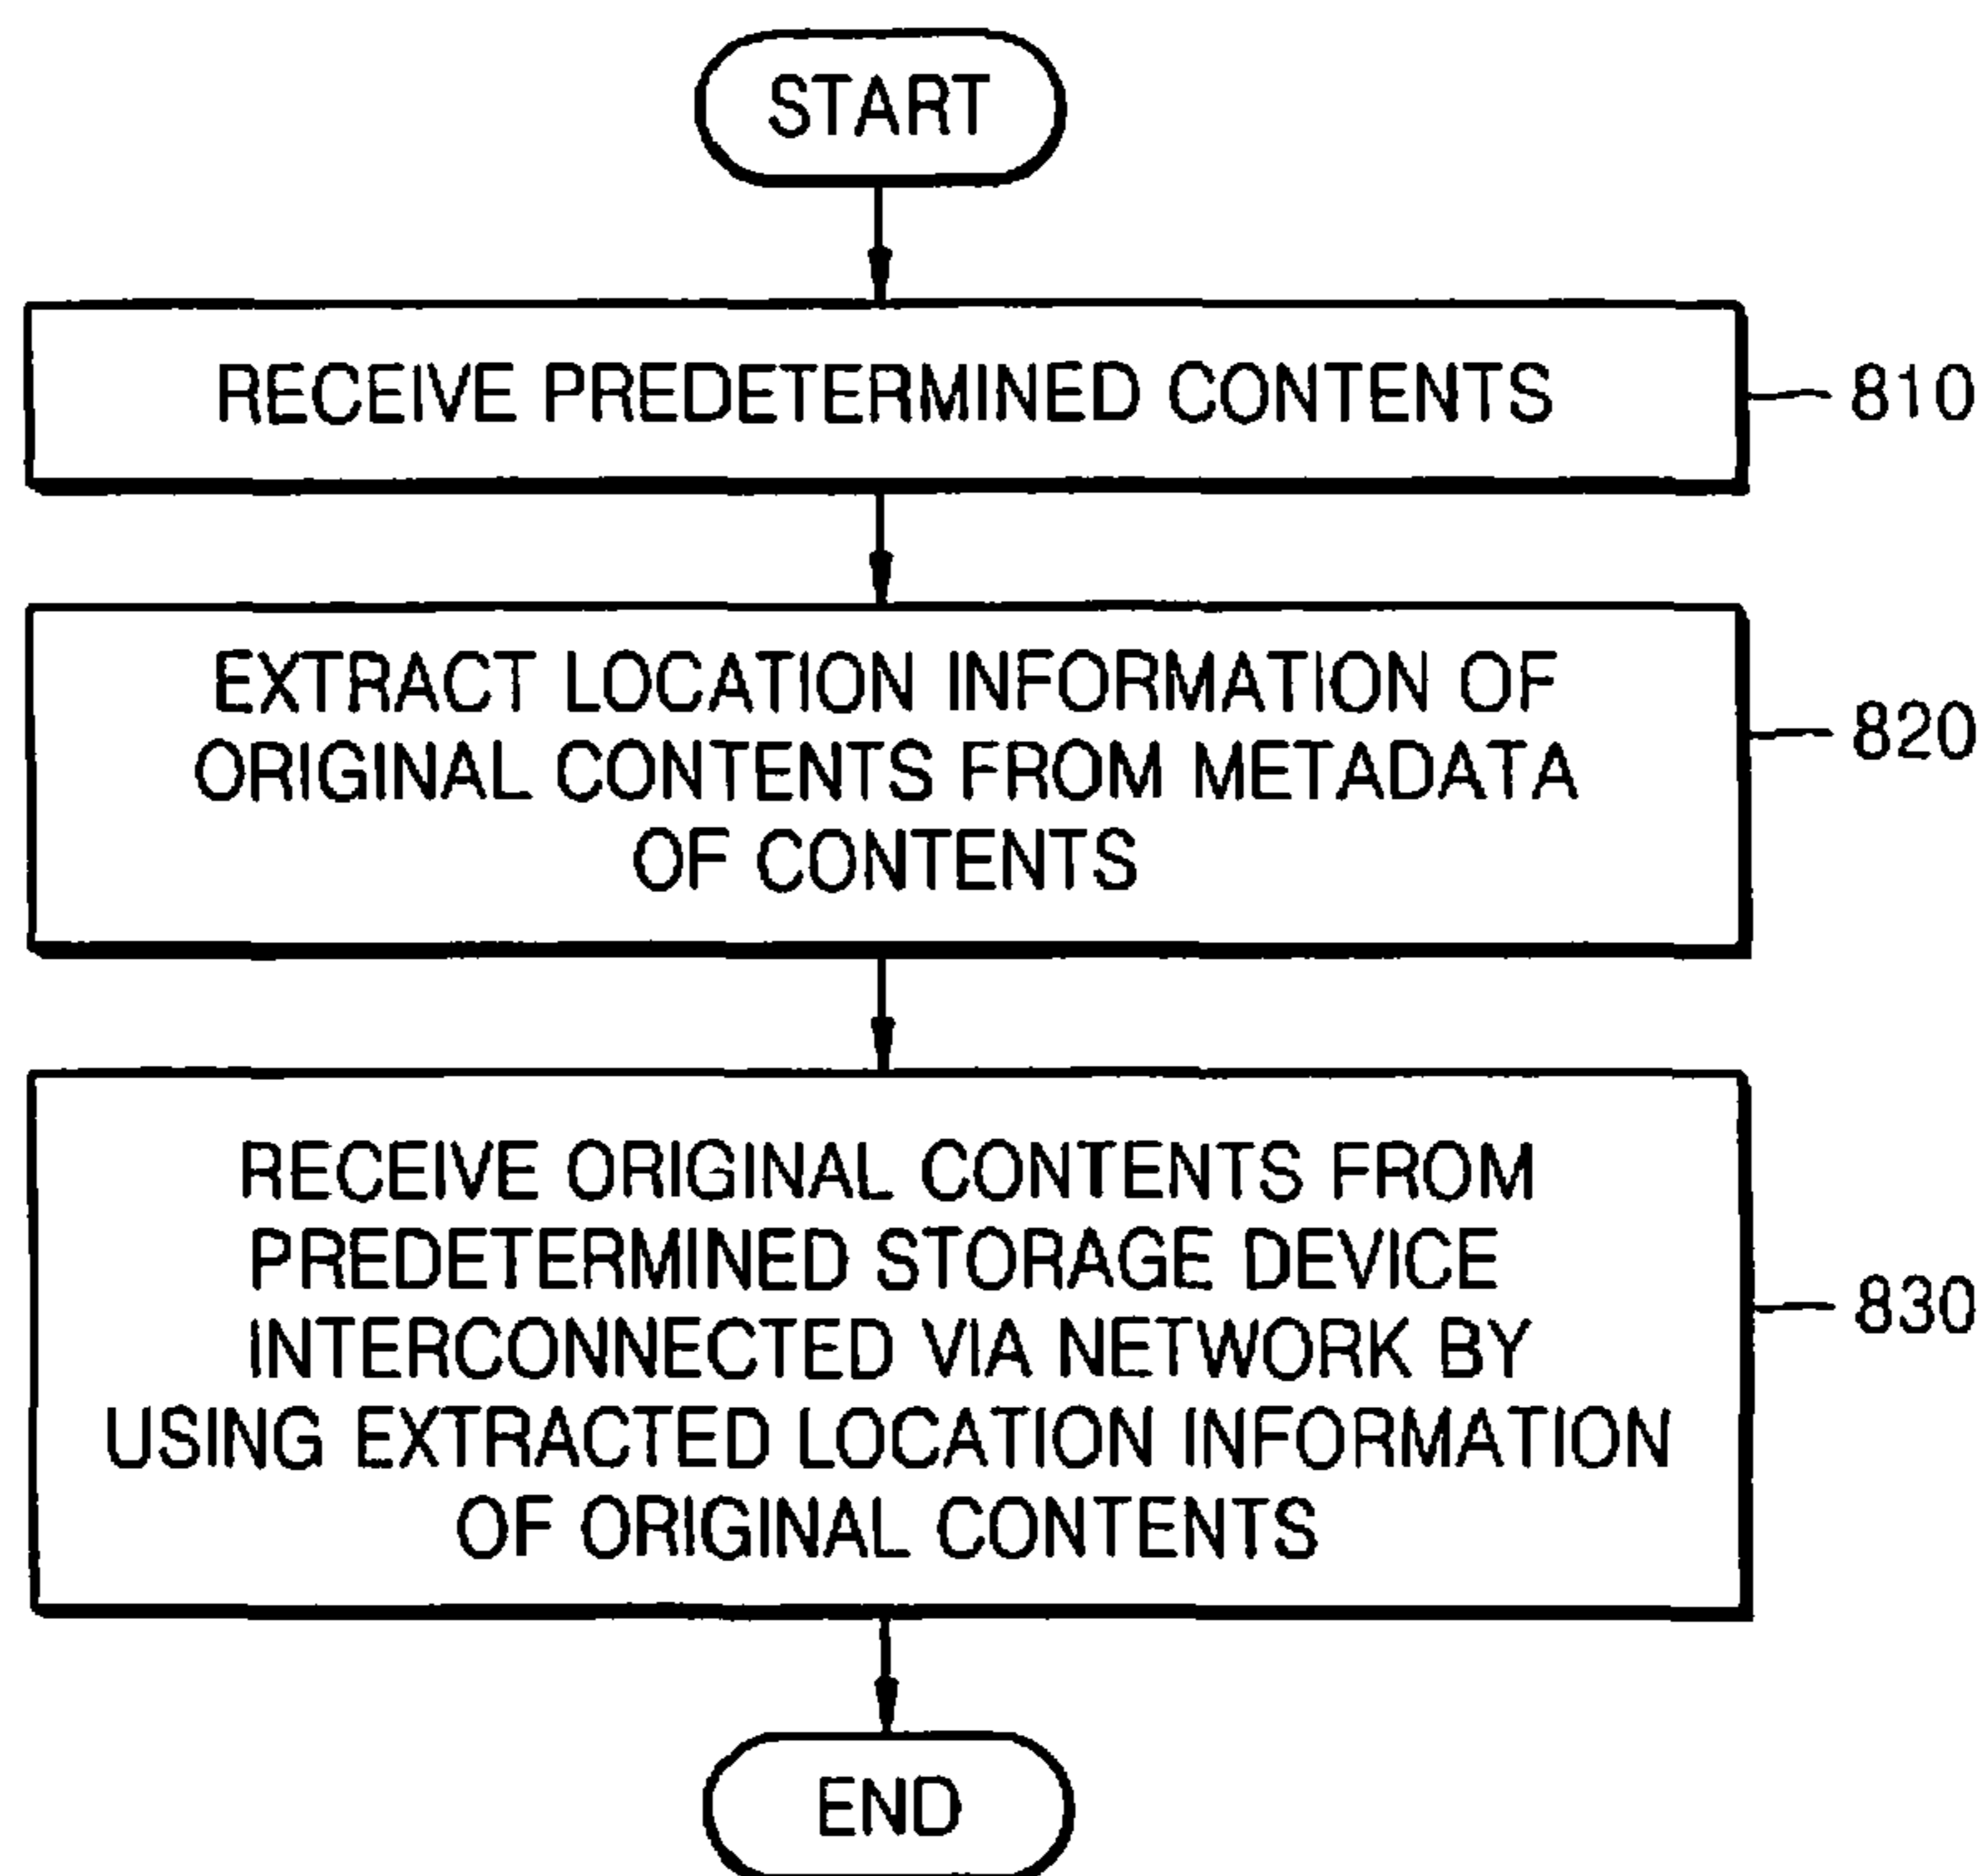 START
RECEIVE PREDETERMINED CONTENTS
810
EXTRACT LOCATION INFORMATION OF
ORIGINAL CONTENTS FROM METADATA
OF CONTENTS
820
RECEIVE ORIGINAL CONTENTS FROM
PREDETERMINED STORAGE DEVICE
INTERCONNECTED VIA NETWORK BY
USING EXTRACTED LOCATION INFORMATION
OF ORIGINAL CONTENTS
830
END